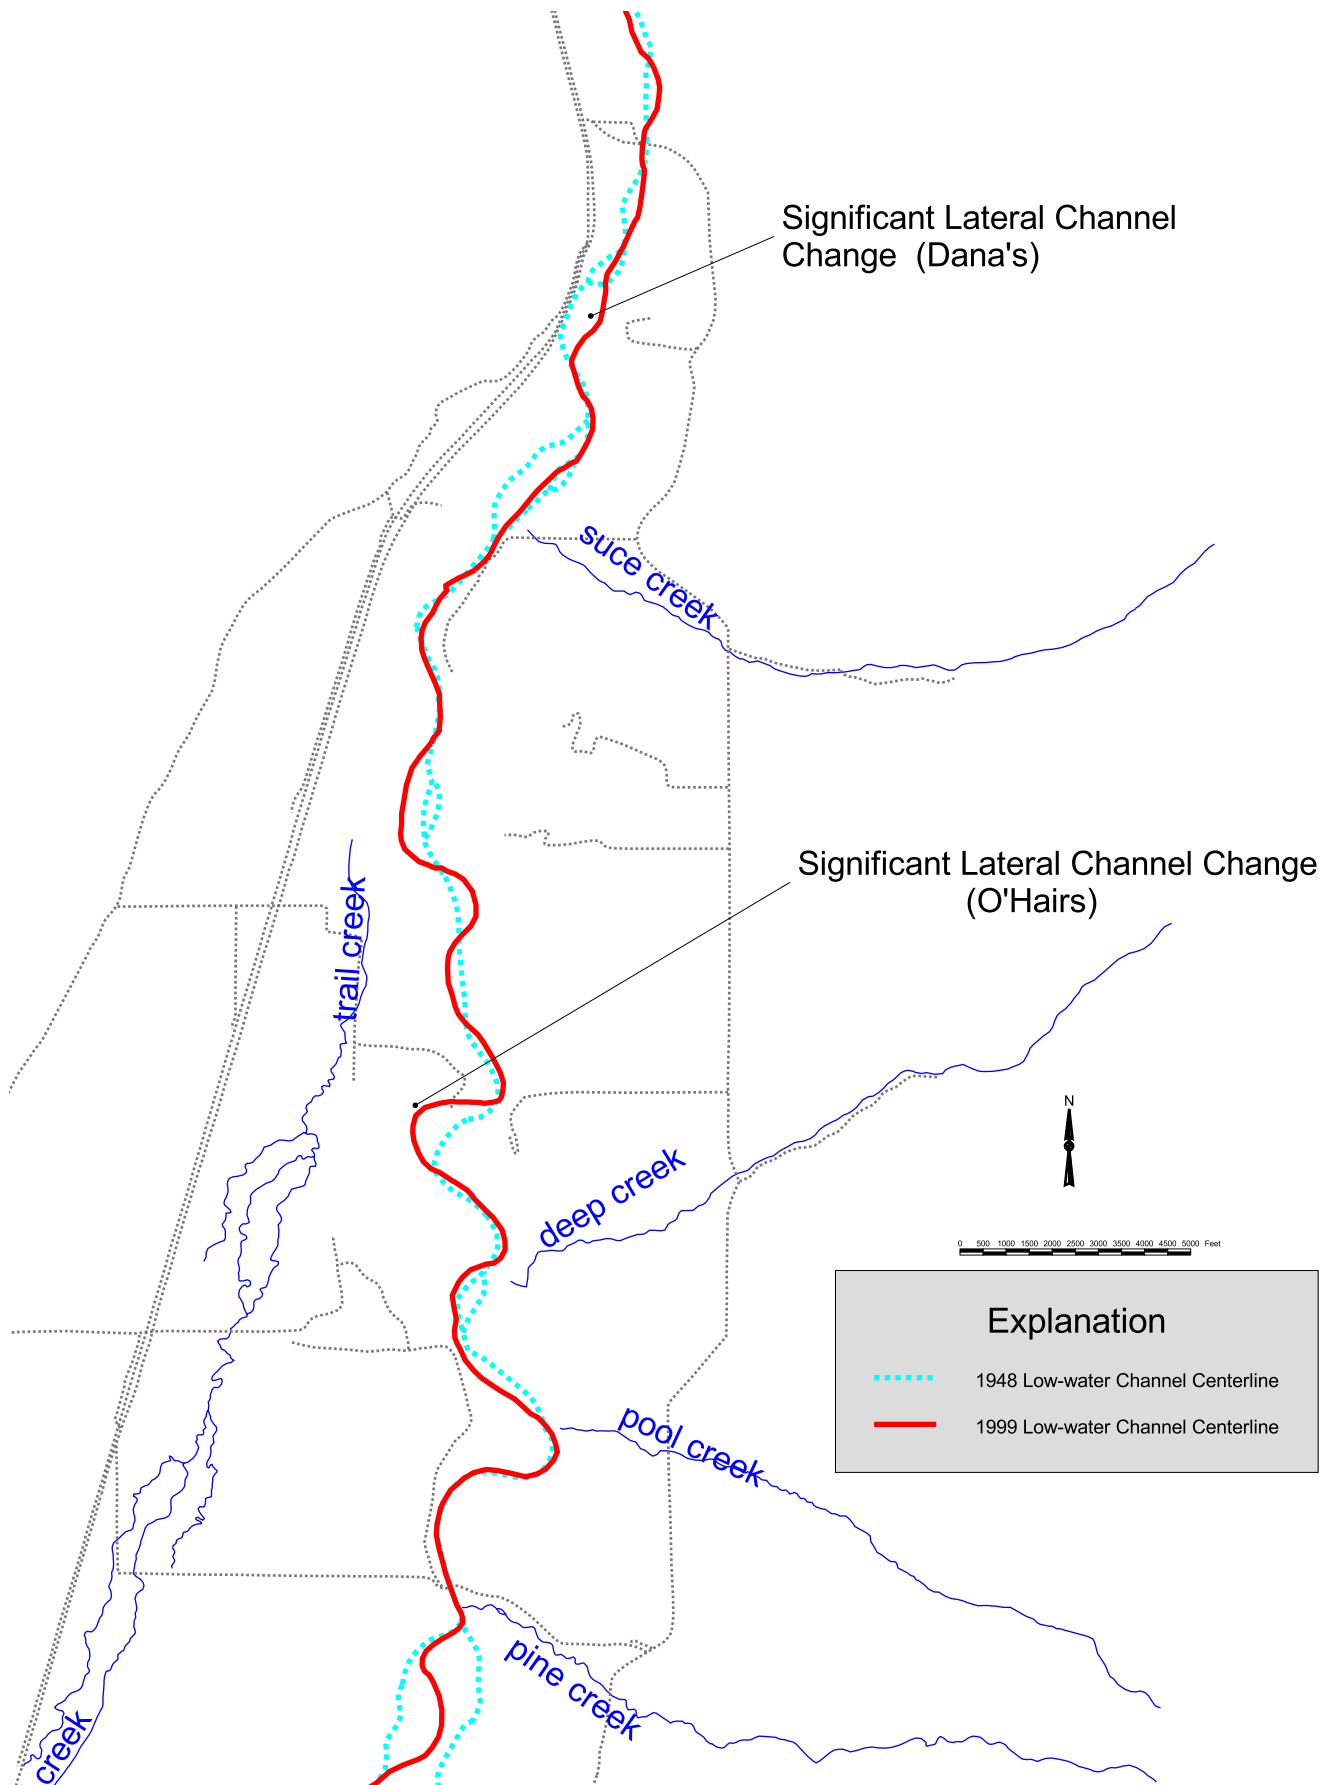 Significant Lateral Channel
Change (Dana's)
suce creek
Significant Lateral Channel Change
(O'Hairs)
trail creek
N
deep creek
0 500 1000 1500 2000 2500 3000 3500 4000 4500 5000 Feet
Explanation
1948 Low-water Channel Centerline
1999 Low-water Channel Centerline
pool creek
pine creek
creek